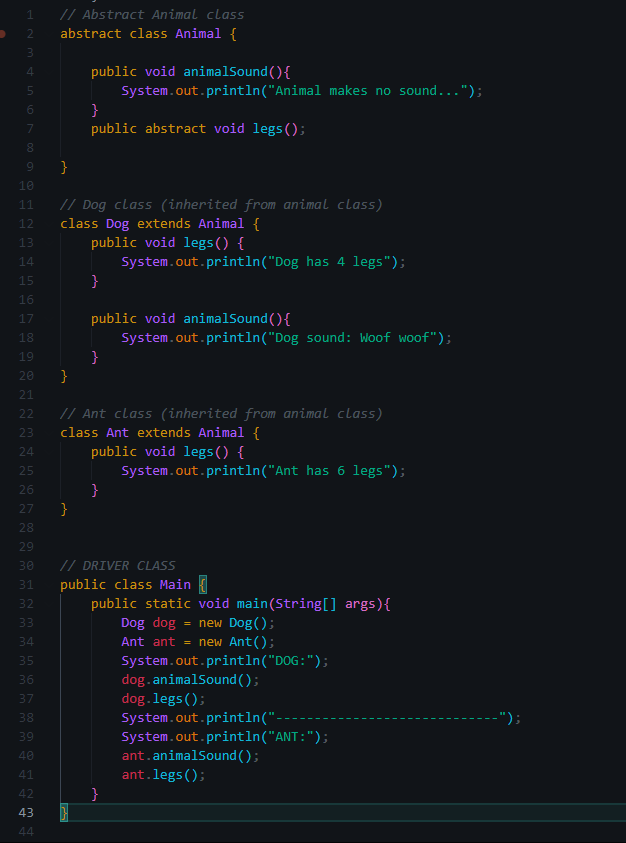 1 // Abstract Animal class
2 abstract class Animal {
3
4     public void animalSound(){
5         System.out.println("Animal makes no sound...");
6     }
7     public abstract void legs();
8
9 }
10
11 // Dog class (inherited from animal class)
12 class Dog extends Animal {
13     public void legs() {
14         System.out.println("Dog has 4 legs");
15     }
16
17     public void animalSound(){
18         System.out.println("Dog sound: Woof woof");
19     }
20 }
21
22 // Ant class (inherited from animal class)
23 class Ant extends Animal {
24     public void legs() {
25         System.out.println("Ant has 6 legs");
26     }
27 }
28
29
30 // DRIVER CLASS
31 public class Main {
32     public static void main(String[] args){
33         Dog dog = new Dog();
34         Ant ant = new Ant();
35         System.out.println("DOG:");
36         dog.animalSound();
37         dog.legs();
38         System.out.println("-----------------------------");
39         System.out.println("ANT:");
40         ant.animalSound();
41         ant.legs();
42     }
43 }
44